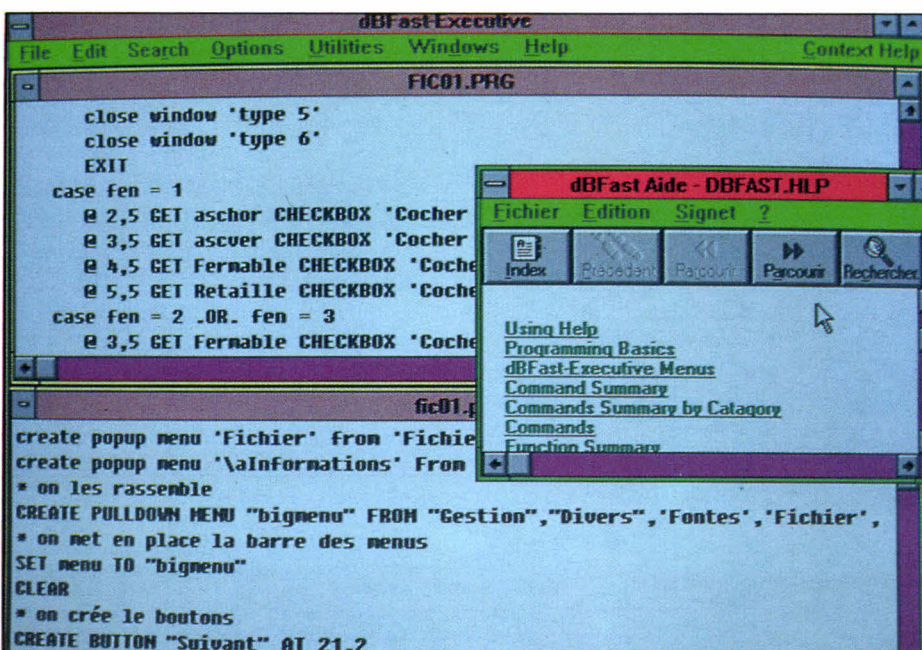 dBFast-Executive
File Edit Search Options Utilities Windows Help Context Help
FIC01.PRG
close window 'type 5'
close window 'type 6'
EXIT
case fen = 1
@ 2,5 GET aschor CHECKBOX 'Cocher
@ 3,5 GET ascver CHECKBOX 'Cocher
@ 4,5 GET Fermable CHECKBOX 'Coche
@ 5,5 GET Retaille CHECKBOX 'Coche
case fen = 2 .OR. fen = 3
@ 3,5 GET Fermable CHECKBOX 'Coche
dBFast Aide - DBFAST.HLP
Fichier Edition Signet ?
Index Précédent Parcourir Parcourir Rechercher
Using Help
Programming Basics
dBFast-Executive Menus
Command Summary
Commands Summary by Catagory
Commands
Function Summary
fic01.p
create popup menu 'Fichier' from 'Fichie
create popup menu '\aInformations' From
* on les rassemble
CREATE PULLDOWN MENU "bigmenu" FROM "Gestion","Divers",'Fontes','Fichier',
* on met en place la barre des menus
SET menu TO "bigmenu"
CLEAR
* on crée le boutons
CREATE BUTTON "Suivant" AT 21,2